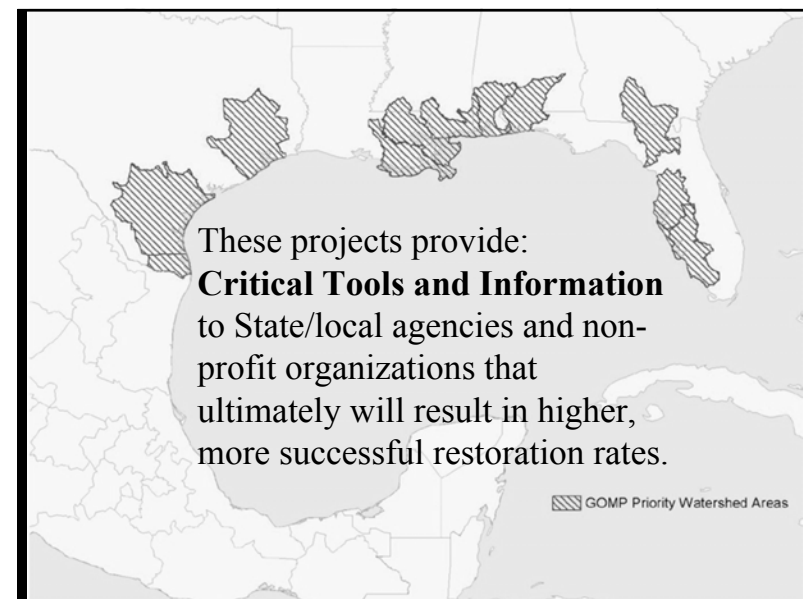 These projects provide:
Critical Tools and Information
to State/local agencies and non-
profit organizations that
ultimately will result in higher,
more successful restoration rates.
GOMP Priority Watershed Areas